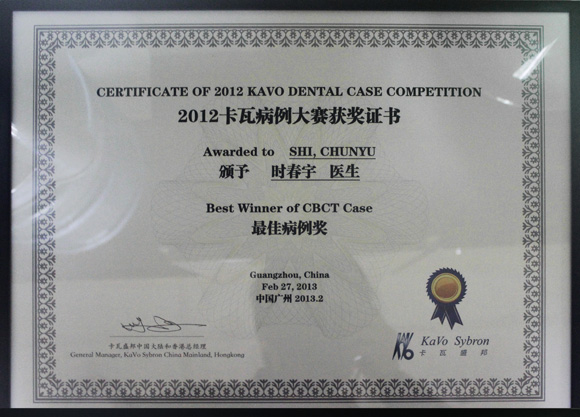 CERTIFICATE OF 2012 KAVO DENTAL CASE COMPETITION
2012卡瓦病例大赛获奖证书
Awarded to SHI, CHUNYU
颁予 时春宇 医生
Best Winner of CBCT Case
最佳病例奖
Guangzhou, China
Feb 27, 2013
中国广州 2013.2
卡瓦盛邦中国大陆和香港总经理
General Manager, KaVo Sybron China Mainland, Hongkong
KaVo Sybron
卡瓦盛邦